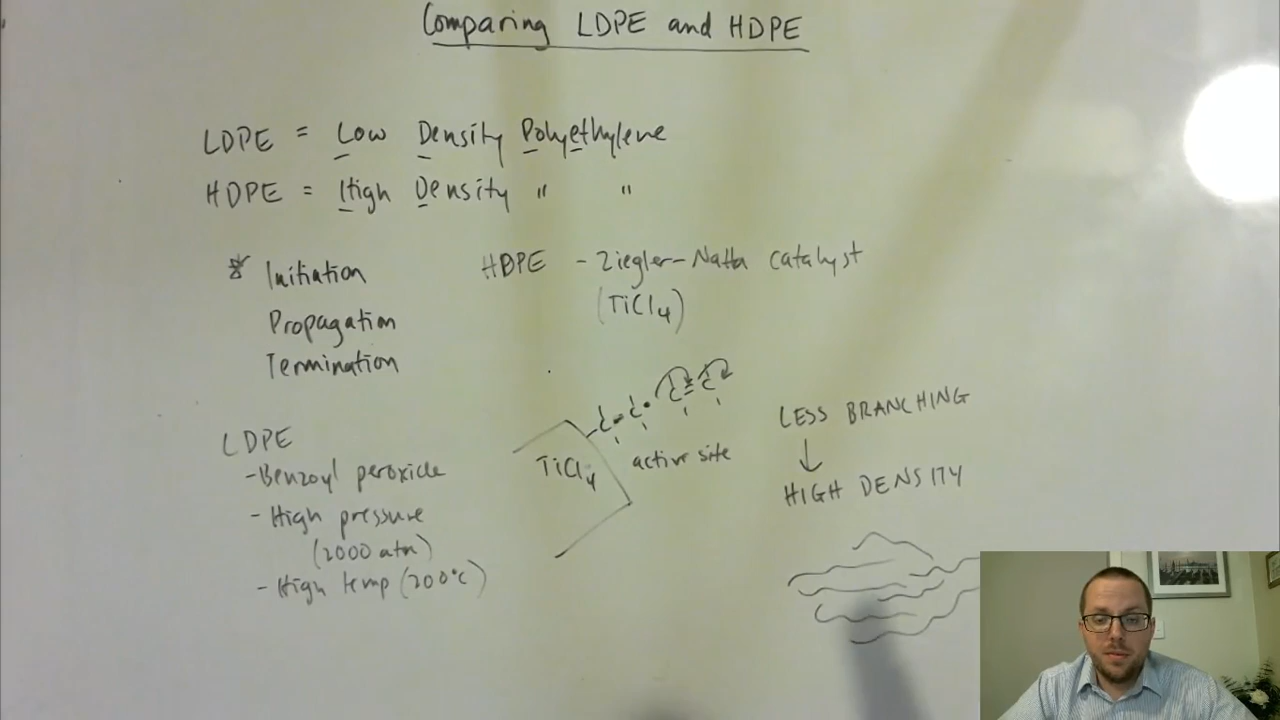 Comparing LDPE and HDPE
LDPE = Low Density Polyethylene
HDPE = High Density " "
* Initiation
Propagation
Termination
HDPE - Ziegler-Natta catalyst
(TiCl4)
LDPE
- Benzoyl peroxide
- High pressure
(2000 atm)
- High temp (200°C)
C C C C
TiCl4
active site
LESS BRANCHING
↓
HIGH DENSITY